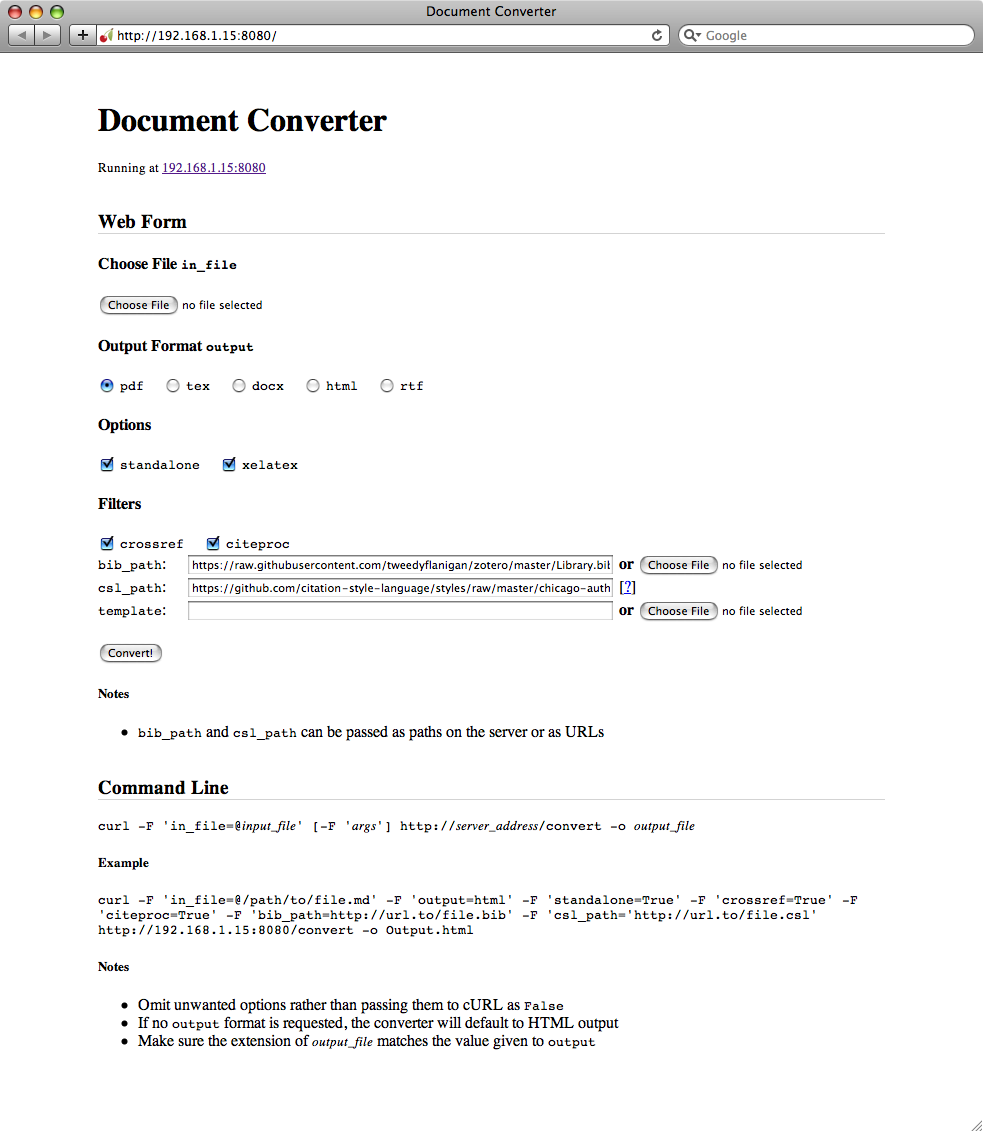 Document Converter
http://192.168.1.15:8080/
Google
Document Converter
Running at 192.168.1.15:8080
Web Form
Choose File in_file
Choose File no file selected
Output Format output
pdf tex docx html rtf
Options
standalone xelatex
Filters
crossref citeproc
bib_path: https://raw.githubusercontent.com/tweedyflanigan/zotero/master/Library.bib or Choose File no file selected
csl_path: https://github.com/citation-style-language/styles/raw/master/chicago-auth [?]
template: or Choose File no file selected
Convert!
Notes
• bib_path and csl_path can be passed as paths on the server or as URLs
Command Line
curl -F 'in_file=@input_file' [-F 'args'] http://server_address/convert -o output_file
Example
curl -F 'in_file=@/path/to/file.md' -F 'output=html' -F 'standalone=True' -F 'crossref=True' -F
'citeproc=True' -F 'bib_path=http://url.to/file.bib' -F 'csl_path='http://url.to/file.csl'
http://192.168.1.15:8080/convert -o Output.html
Notes
• Omit unwanted options rather than passing them to cURL as False
• If no output format is requested, the converter will default to HTML output
• Make sure the extension of output_file matches the value given to output